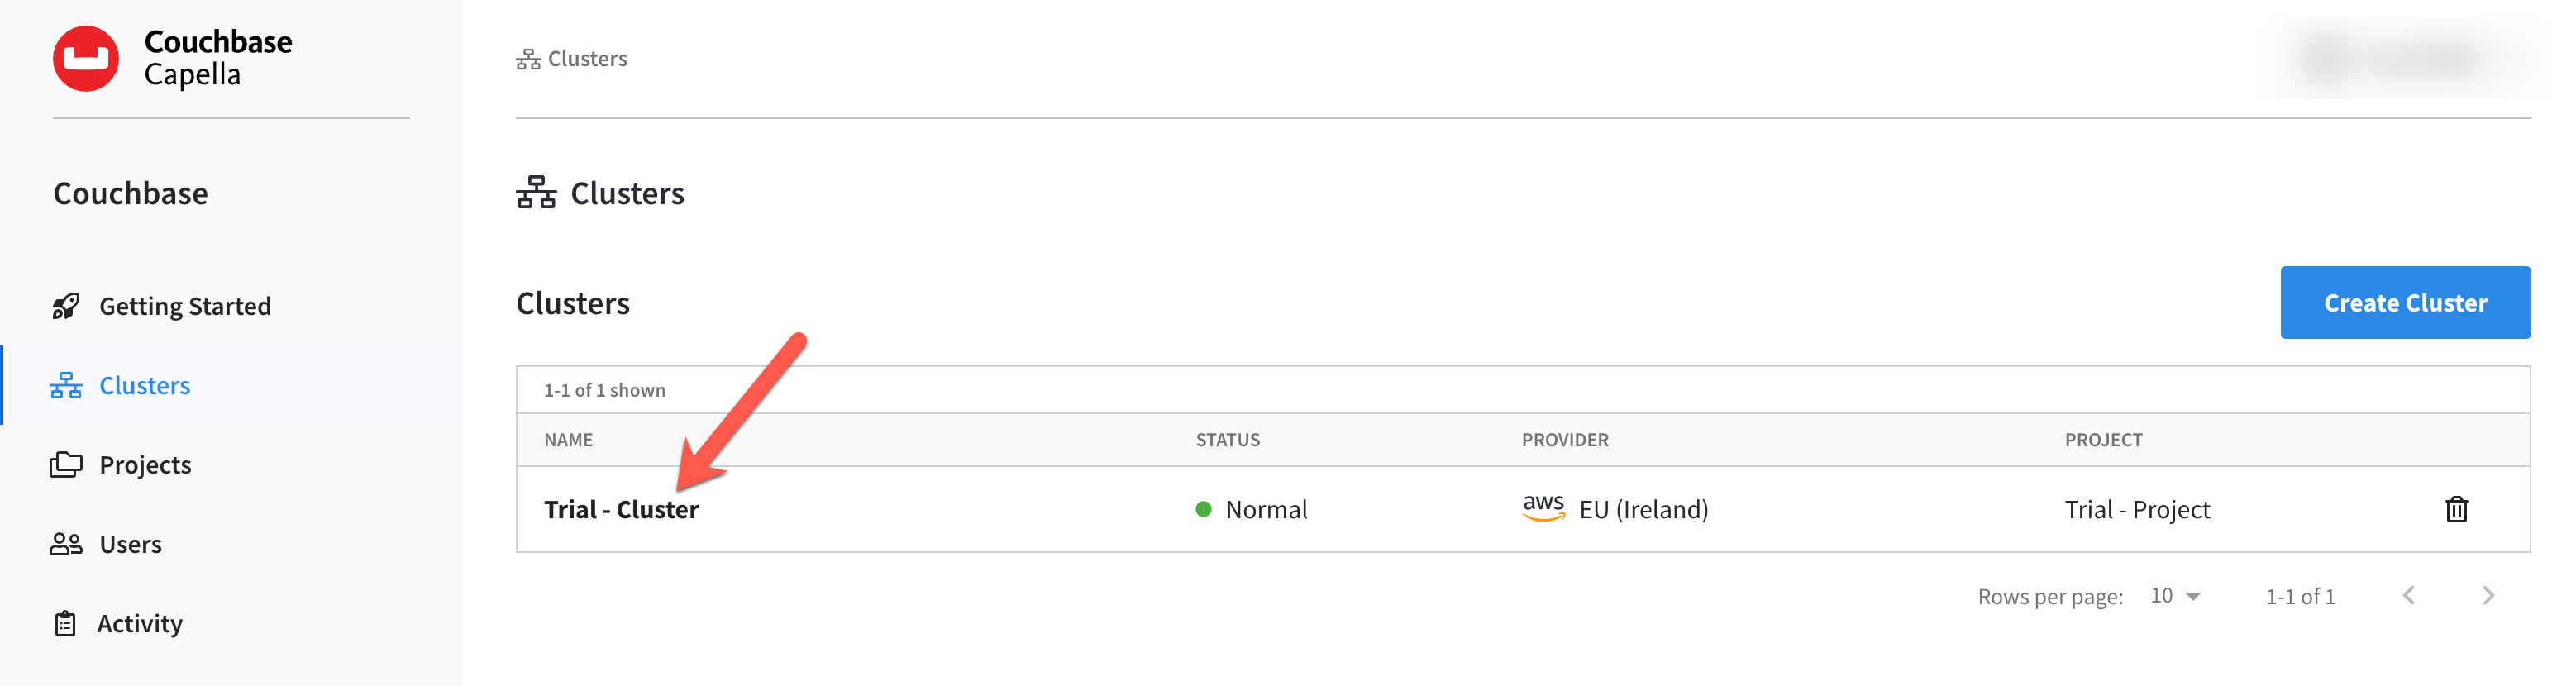 Couchbase
Capella
Couchbase
Getting Started
Clusters
Projects
Users
Activity
Clusters
Clusters
Clusters
Create Cluster
1-1 of 1 shown
NAME STATUS PROVIDER PROJECT
Trial - Cluster Normal aws EU (Ireland) Trial - Project
Rows per page: 10 1-1 of 1